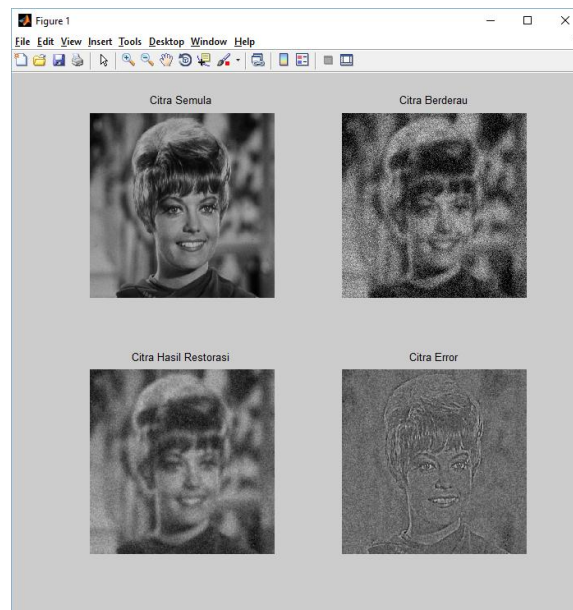 Figure 1
File Edit View Insert Tools Desktop Window Help
Citra Semula
Citra Berderau
Citra Hasil Restorasi
Citra Error